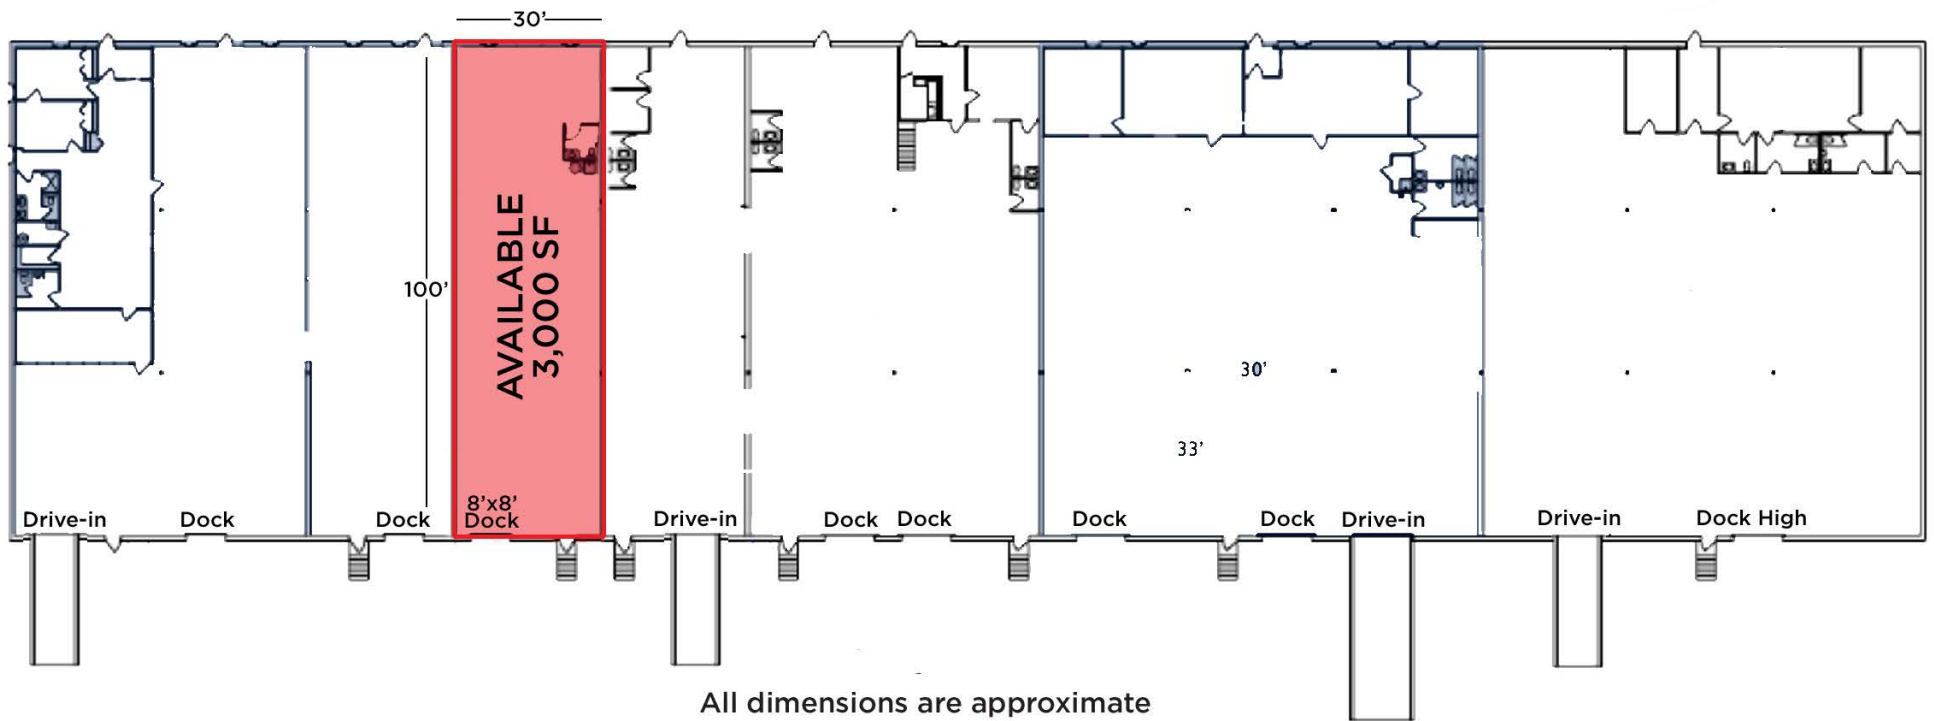 30'
100'
AVAILABLE
3,000 SF
30'
33'
8'x8'
Drive-in
Dock
Dock
Dock
Drive-in
Dock
Dock
Dock
Dock
Drive-in
Drive-in
Dock High
All dimensions are approximate